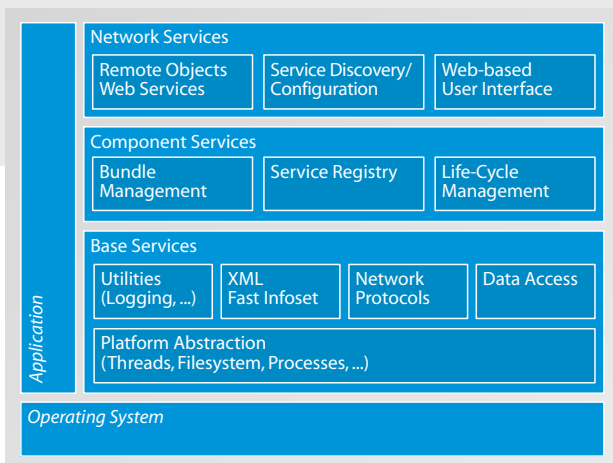 Network Services
Remote Objects
Web Services
Service Discovery/
Configuration
Web-based
User Interface
Component Services
Bundle
Management
Service Registry
Life-Cycle
Management
Base Services
Utilities
(Logging, ...)
XML
Fast Infoset
Network
Protocols
Data Access
Platform Abstraction
(Threads, Filesystem, Processes, ...)
Application
Operating System